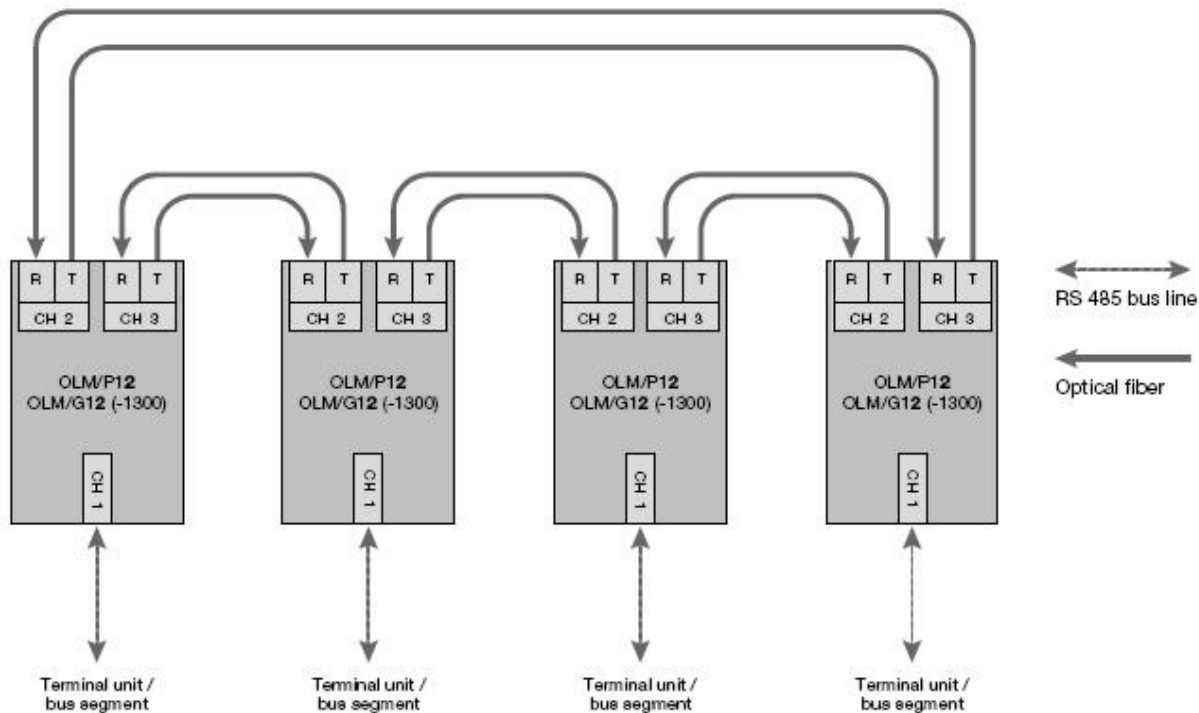 R T R T
CH 2 CH 3
OLM/P12
OLM/G12 (-1300)
CH 1
Terminal unit /
bus segment
R T R T
CH 2 CH 3
OLM/P12
OLM/G12 (-1300)
CH 1
Terminal unit /
bus segment
R T R T
CH 2 CH 3
OLM/P12
OLM/G12 (-1300)
CH 1
Terminal unit /
bus segment
R T R T
CH 2 CH 3
OLM/P12
OLM/G12 (-1300)
CH 1
Terminal unit /
bus segment
RS 485 bus line
Optical fiber